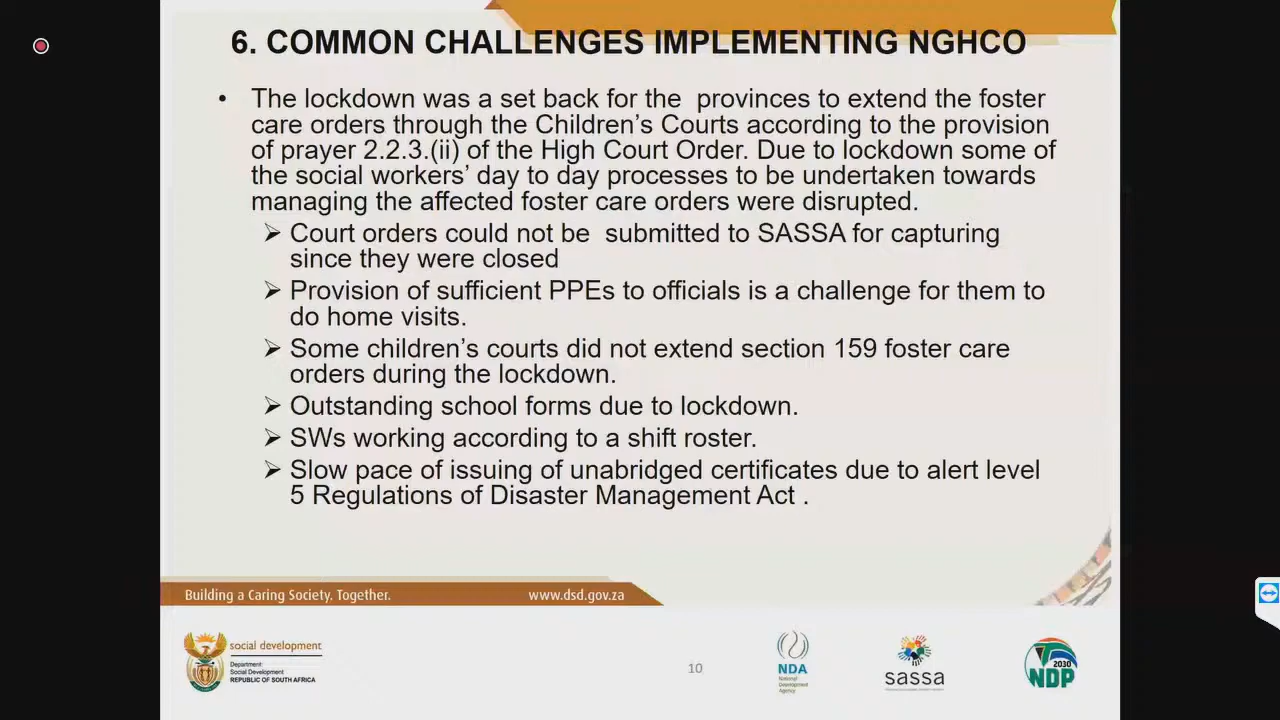 6. COMMON CHALLENGES IMPLEMENTING NGHCO
• The lockdown was a set back for the provinces to extend the foster
care orders through the Children's Courts according to the provision
of prayer 2.2.3.(ii) of the High Court Order. Due to lockdown some of
the social workers' day to day processes to be undertaken towards
managing the affected foster care orders were disrupted.
➢ Court orders could not be submitted to SASSA for capturing
since they were closed
➢ Provision of sufficient PPEs to officials is a challenge for them to
do home visits.
➢ Some children's courts did not extend section 159 foster care
orders during the lockdown.
➢ Outstanding school forms due to lockdown.
➢ SWs working according to a shift roster.
➢ Slow pace of issuing of unabridged certificates due to alert level
5 Regulations of Disaster Management Act .
Building a Caring Society. Together. www.dsd.gov.za
social development
Department:
Social Development
REPUBLIC OF SOUTH AFRICA
10
NDA
National
Development
Agency
sassa
2030
NDP